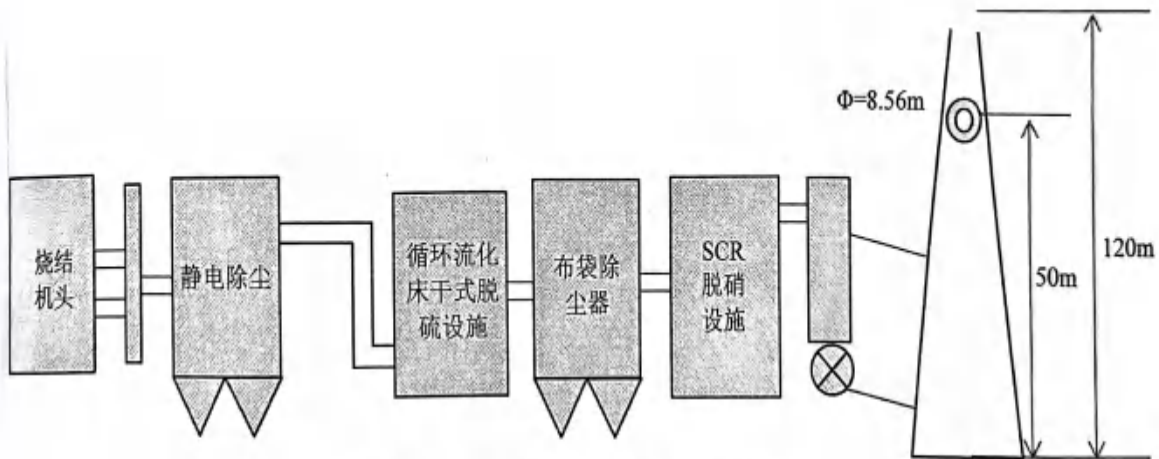 烧结
机头
静电除尘
循环流化
床干式脱
硫设施
布袋除
尘器
SCR
脱硝
设施
Φ=8.56m
50m
120m